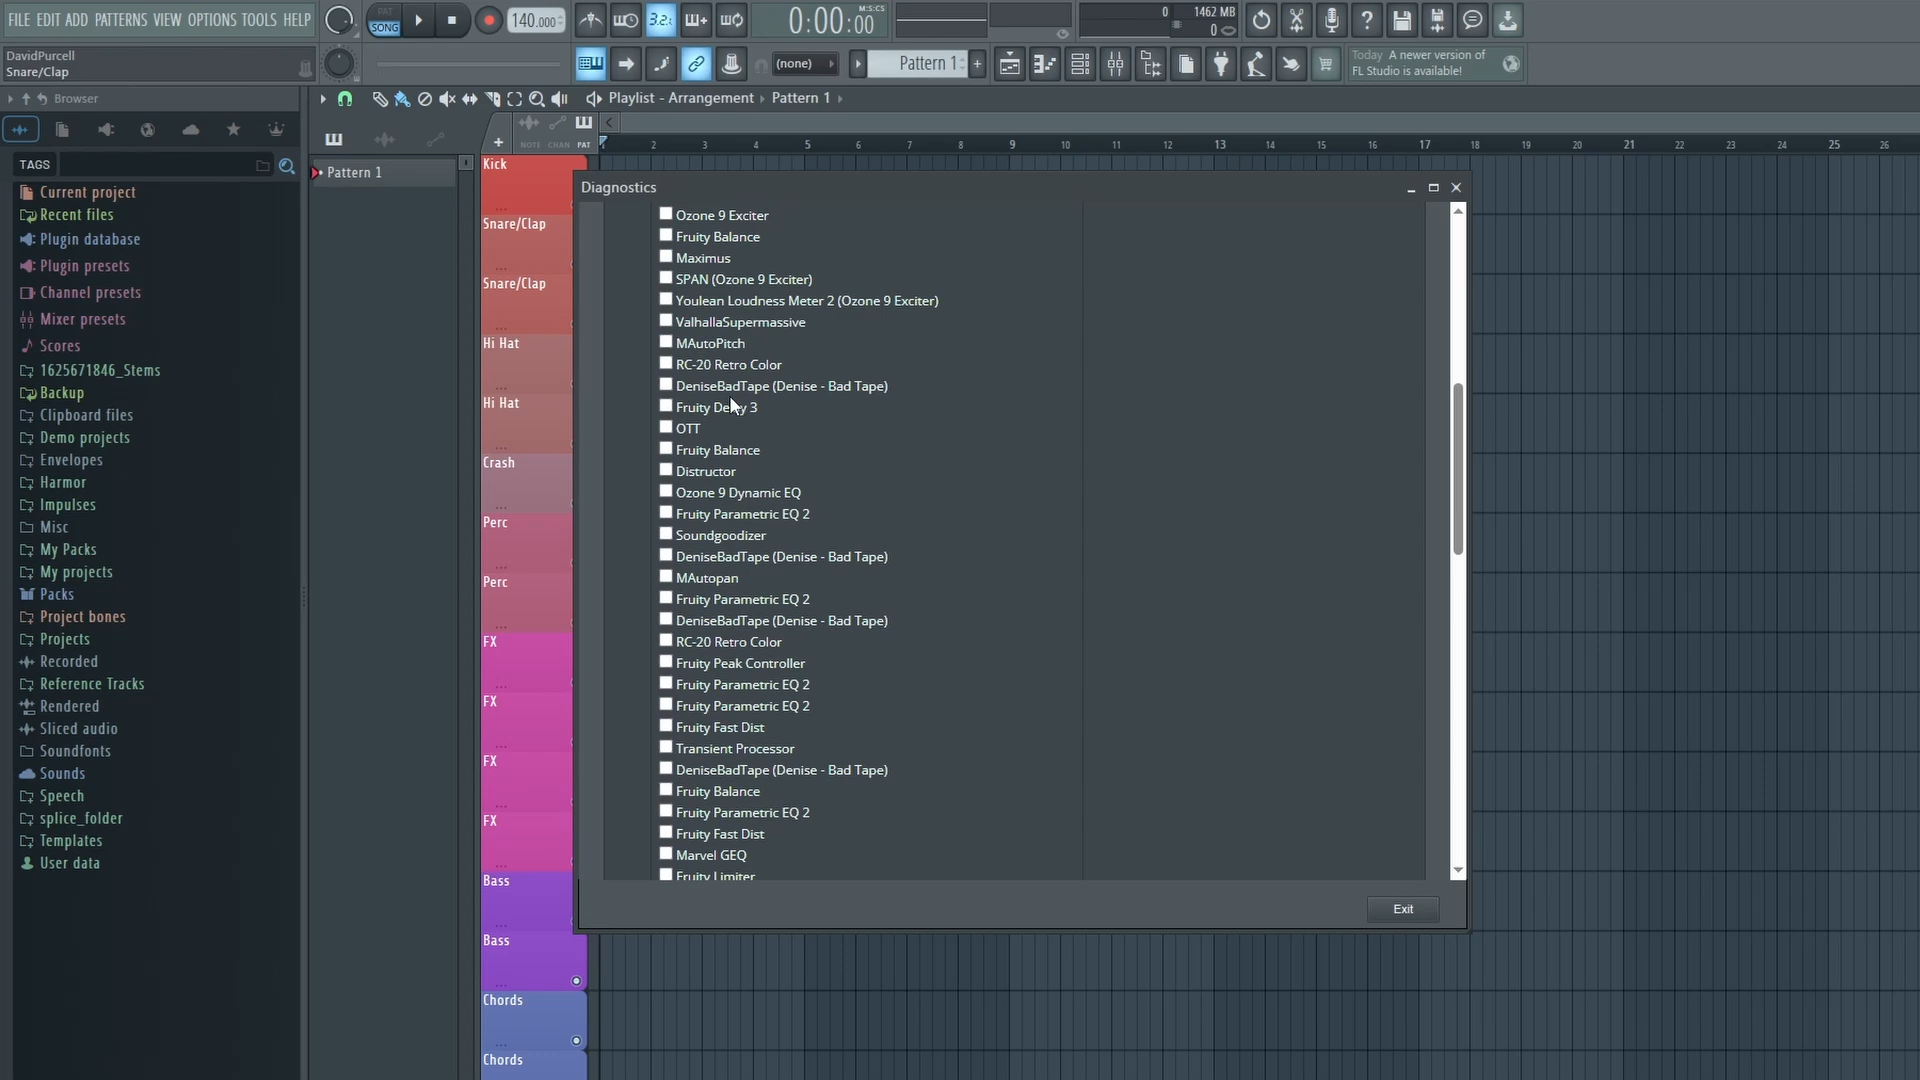 FILE EDIT ADD PATTERNS VIEW OPTIONS TOOLS HELP
PAT
SONG
140.000
3.2.
0:00:00
M:S:CS
0
1462 MB
0
DavidPurcell
Snare/Clap
(none)
Pattern 1
+
Today A newer version of
FL Studio is available!
Browser
Playlist - Arrangement › Pattern 1 ›
TAGS
Current project
Recent files
Plugin database
Plugin presets
Channel presets
Mixer presets
Scores
1625671846_Stems
Backup
Clipboard files
Demo projects
Envelopes
Harmor
Impulses
Misc
My Packs
My projects
Packs
Project bones
Projects
Recorded
Reference Tracks
Rendered
Sliced audio
Soundfonts
Sounds
Speech
splice_folder
Templates
User data
Pattern 1
NOTE CHAN PAT
2 3 4 5 6 7 8 9 10 11 12 13 14 15 16 17 18 19 20 21 22 23 24 25 26
Kick
Snare/Clap
Snare/Clap
Hi Hat
Hi Hat
Crash
Perc
Perc
FX
FX
FX
FX
Bass
Bass
Chords
Chords
Diagnostics
Ozone 9 Exciter
Fruity Balance
Maximus
SPAN (Ozone 9 Exciter)
Youlean Loudness Meter 2 (Ozone 9 Exciter)
ValhallaSupermassive
MAutoPitch
RC-20 Retro Color
DeniseBadTape (Denise - Bad Tape)
Fruity Delay 3
OTT
Fruity Balance
Distructor
Ozone 9 Dynamic EQ
Fruity Parametric EQ 2
Soundgoodizer
DeniseBadTape (Denise - Bad Tape)
MAutopan
Fruity Parametric EQ 2
DeniseBadTape (Denise - Bad Tape)
RC-20 Retro Color
Fruity Peak Controller
Fruity Parametric EQ 2
Fruity Parametric EQ 2
Fruity Fast Dist
Transient Processor
DeniseBadTape (Denise - Bad Tape)
Fruity Balance
Fruity Parametric EQ 2
Fruity Fast Dist
Marvel GEQ
Fruity Limiter
Exit